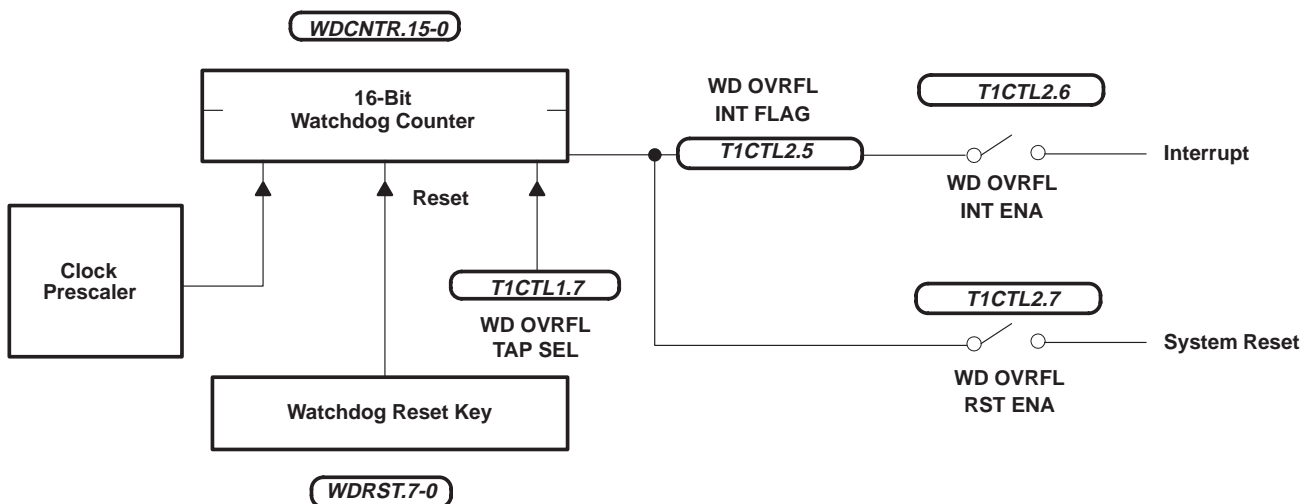 WDCNTR.15-0
16-Bit
Watchdog Counter
WD OVRFL
INT FLAG
T1CTL2.5
T1CTL2.6
WD OVRFL
INT ENA
Interrupt
Reset
Clock
Prescaler
T1CTL1.7
WD OVRFL
TAP SEL
T1CTL2.7
WD OVRFL
RST ENA
System Reset
Watchdog Reset Key
WDRST.7-0